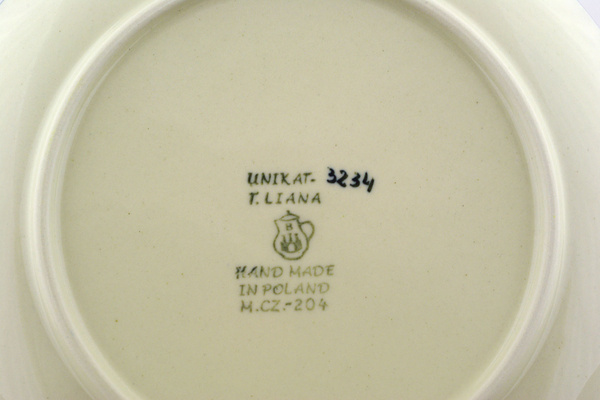 UNIKAT- 3234
T. LIANA
B
HAND MADE
IN POLAND
M.CZ.-204